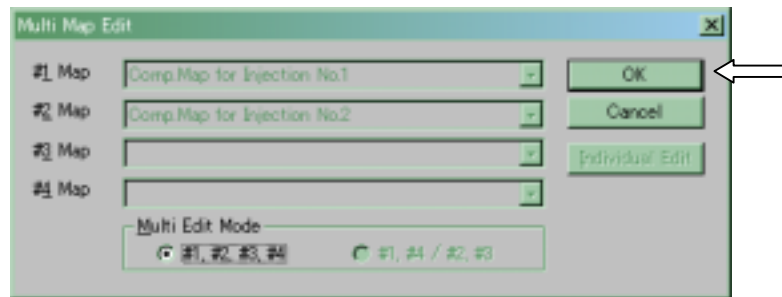 Multi Map Edit
#1 Map Comp.Map for Injection No.1 OK
#2 Map Comp.Map for Injection No.2 Cancel
#3 Map Individual Edit
#4 Map
Multi Edit Mode
#1, #2, #3, #4 #1, #4 / #2, #3